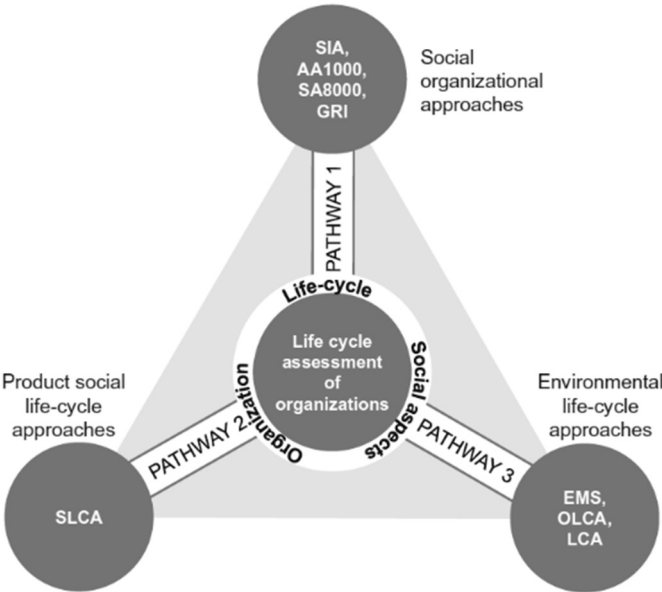 SIA,
AA1000,
SA8000,
GRI
Social
organizational
approaches
PATHWAY 1
Life-cycle
Life cycle
assessment
of
organizations
Organization
Social aspects
Product social
life-cycle
approaches
PATHWAY 2
SLCA
Environmental
life-cycle
approaches
PATHWAY 3
EMS,
OLCA,
LCA